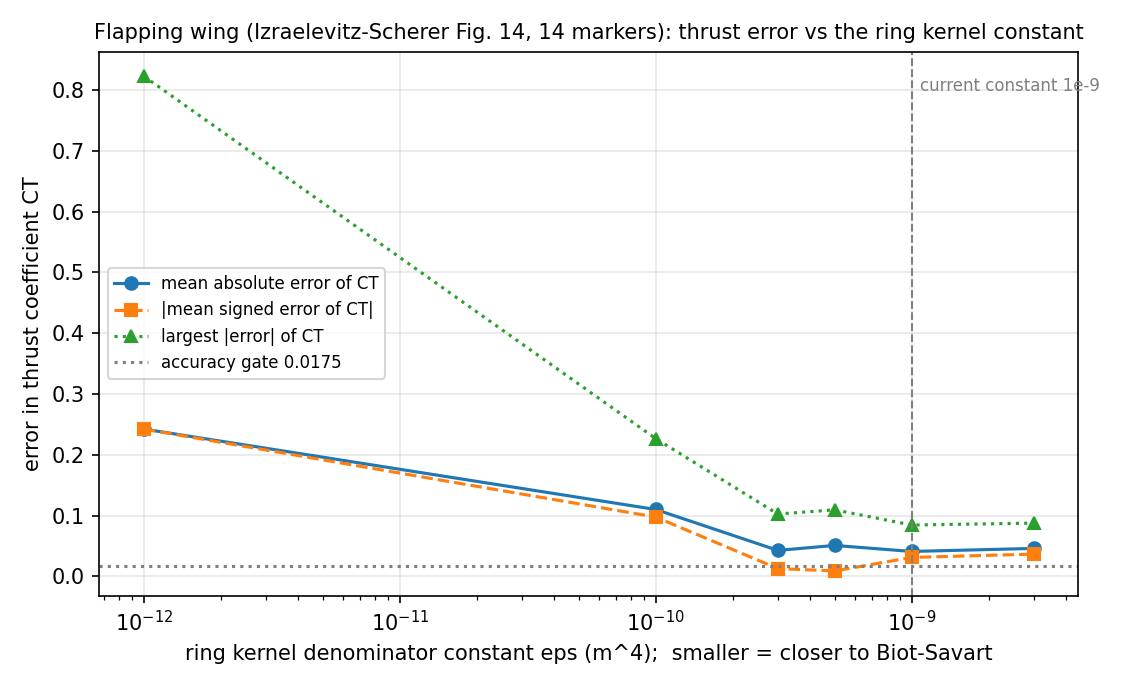 Flapping wing (Izraelevitz-Scherer Fig. 14, 14 markers): thrust error vs the ring kernel constant
current constant 1e-9
error in thrust coefficient CT
0.8
0.7
0.6
0.5
0.4
0.3
0.2
0.1
0.0
mean absolute error of CT
|mean signed error of CT|
largest |error| of CT
accuracy gate 0.0175
10⁻¹² 10⁻¹¹ 10⁻¹⁰ 10⁻⁹
ring kernel denominator constant eps (m^4); smaller = closer to Biot-Savart